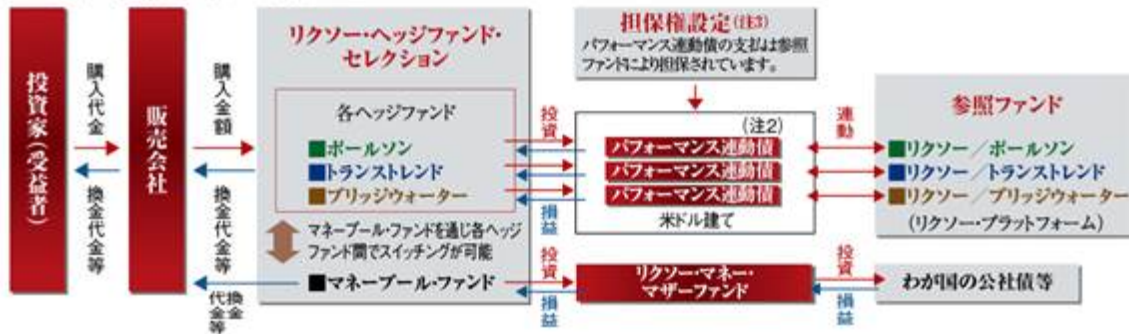 投資家(受益者)
購入代金
換金代金等
販売会社
購入金額
換金代金等
換金代金等
リクソー・ヘッジファンド・
セレクション
各ヘッジファンド
■ポールソン
■トランストレンド
■ブリッジウォーター
マネープール・ファンドを通じ各ヘッジ
ファンド間でスイッチングが可能
■マネープール・ファンド
投資
損益
投資
損益
担保権設定(注3)
パフォーマンス連動債の支払は参照
ファンドにより担保されています。
(注2)
パフォーマンス連動債
パフォーマンス連動債
パフォーマンス連動債
米ドル建て
リクソー・マネー・
マザーファンド
連動
投資
損益
参照ファンド
■リクソー/ポールソン
■リクソー/トランストレンド
■リクソー/ブリッジウォーター
(リクソー・プラットフォーム)
わが国の公社債等